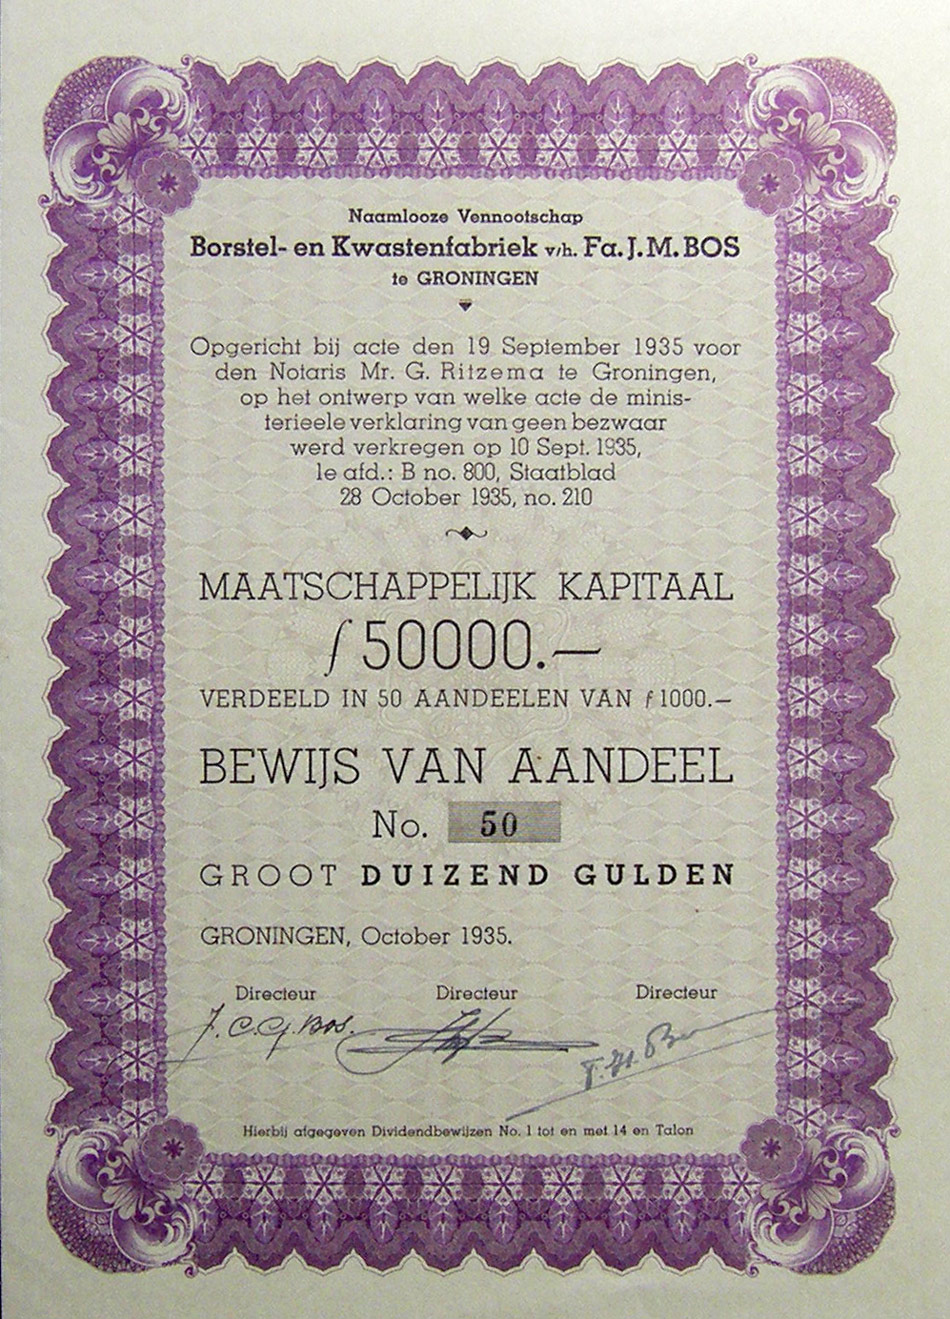 Naamlooze Vennootschap
Borstel- en Kwastenfabriek v/h. Fa. J. M. BOS
te GRONINGEN
Opgericht bij acte den 19 September 1935 voor
den Notaris Mr. G. Ritzema te Groningen,
op het ontwerp van welke acte de minis-
terieele verklaring van geen bezwaar
werd verkregen op 10 Sept. 1935,
1e afd.: B no. 800, Staatblad
28 October 1935, no. 210
MAATSCHAPPELIJK KAPITAAL
ƒ 50000.—
VERDEELD IN 50 AANDEELEN VAN ƒ 1000.—
BEWIJS VAN AANDEEL
No. 50
GROOT DUIZEND GULDEN
GRONINGEN, October 1935.
Directeur Directeur Directeur
J. C. G. Bos.
Hierbij afgegeven Dividendbewijzen No. 1 tot en met 14 en Talon